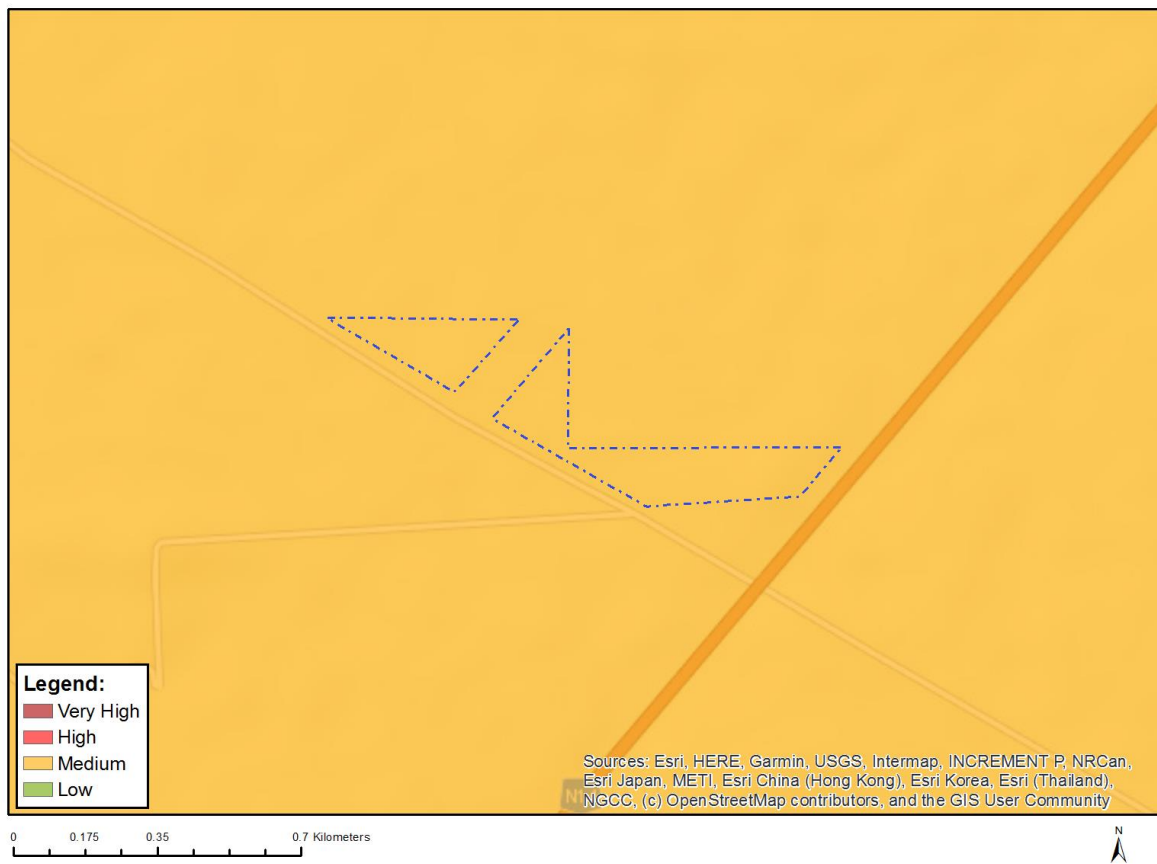 Legend:
Very High
High
Medium
Low
Sources: Esri, HERE, Garmin, USGS, Intermap, INCREMENT P, NRCan,
Esri Japan, METI, Esri China (Hong Kong), Esri Korea, Esri (Thailand),
NGCC, (c) OpenStreetMap contributors, and the GIS User Community
0 0.175 0.35 0.7 Kilometers
N